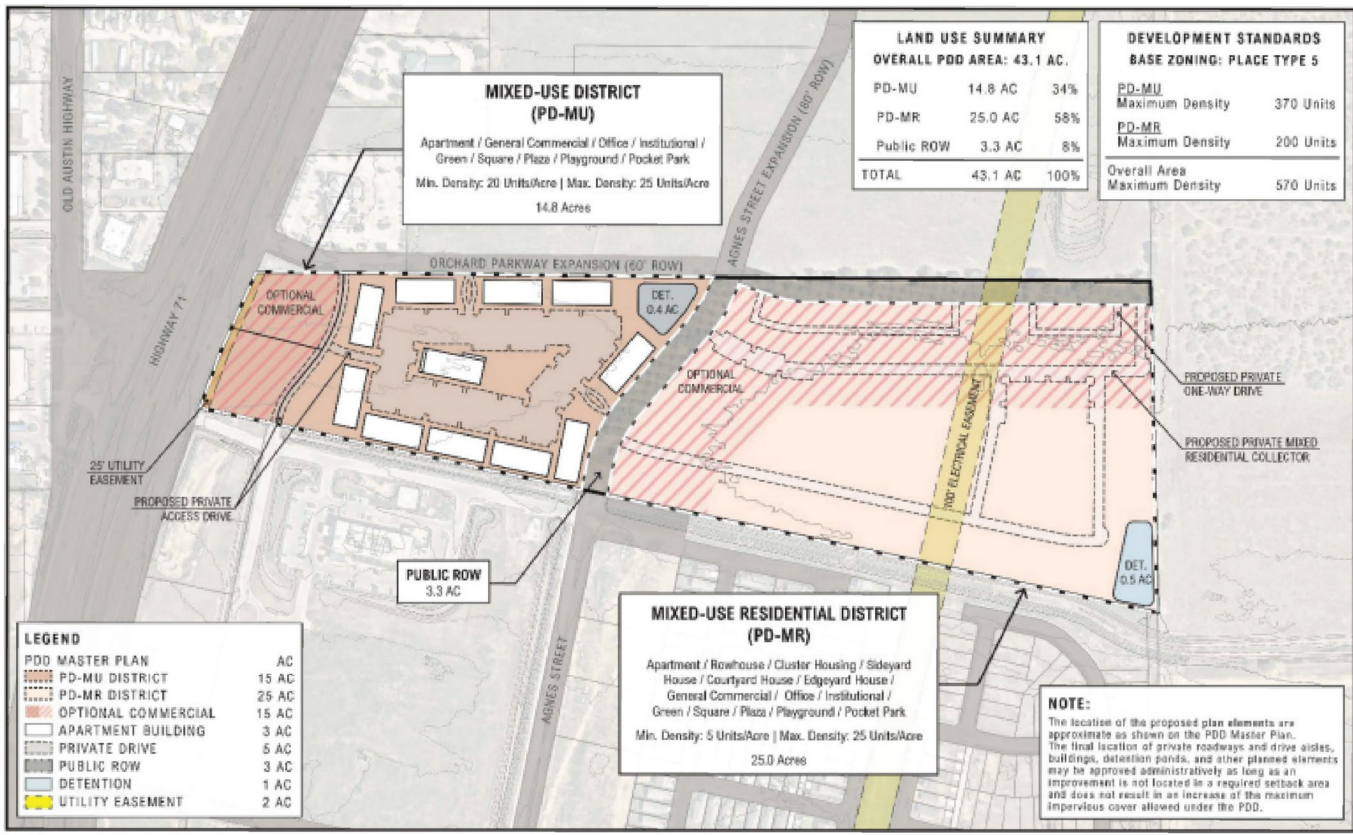 OLD AUSTIN HIGHWAY
HIGHWAY 71
MIXED-USE DISTRICT
(PD-MU)
Apartment / General Commercial / Office / Institutional /
Green / Square / Plaza / Playground / Pocket Park
Min. Density: 20 Units/Acre | Max. Density: 25 Units/Acre
14.8 Acres
AGNES STREET EXPANSION (80' ROW)
LAND USE SUMMARY
OVERALL PDD AREA: 43.1 AC.
PD-MU 14.8 AC 34%
PD-MR 25.0 AC 58%
Public ROW 3.3 AC 8%
TOTAL 43.1 AC 100%
DEVELOPMENT STANDARDS
BASE ZONING: PLACE TYPE 5
PD-MU
Maximum Density 370 Units
PD-MR
Maximum Density 200 Units
Overall Area
Maximum Density 570 Units
ORCHARD PARKWAY EXPANSION (60' ROW)
OPTIONAL
COMMERCIAL
DET.
0.4 AC
OPTIONAL
COMMERCIAL
100' ELECTRICAL EASEMENT
PROPOSED PRIVATE
ONE-WAY DRIVE
PROPOSED PRIVATE MIXED
RESIDENTIAL COLLECTOR
25' UTILITY
EASEMENT
PROPOSED PRIVATE
ACCESS DRIVE
DET.
0.5 AC
PUBLIC ROW
3.3 AC
AGNES STREET
MIXED-USE RESIDENTIAL DISTRICT
(PD-MR)
Apartment / Rowhouse / Cluster Housing / Sideyard
House / Courtyard House / Edgeyard House /
General Commercial / Office / Institutional /
Green / Square / Plaza / Playground / Pocket Park
Min. Density: 5 Units/Acre | Max. Density: 25 Units/Acre
25.0 Acres
LEGEND
PDD MASTER PLAN AC
PD-MU DISTRICT 15 AC
PD-MR DISTRICT 25 AC
OPTIONAL COMMERCIAL 15 AC
APARTMENT BUILDING 3 AC
PRIVATE DRIVE 5 AC
PUBLIC ROW 3 AC
DETENTION 1 AC
UTILITY EASEMENT 2 AC
NOTE:
The location of the proposed plan elements are
approximate as shown on the PDD Master Plan.
The final location of private roadways and drive aisles,
buildings, detention ponds, and other planned elements
may be approved administratively as long as an
improvement is not located in a required setback area
and does not result in an increase of the maximum
impervious cover allowed under the PDD.